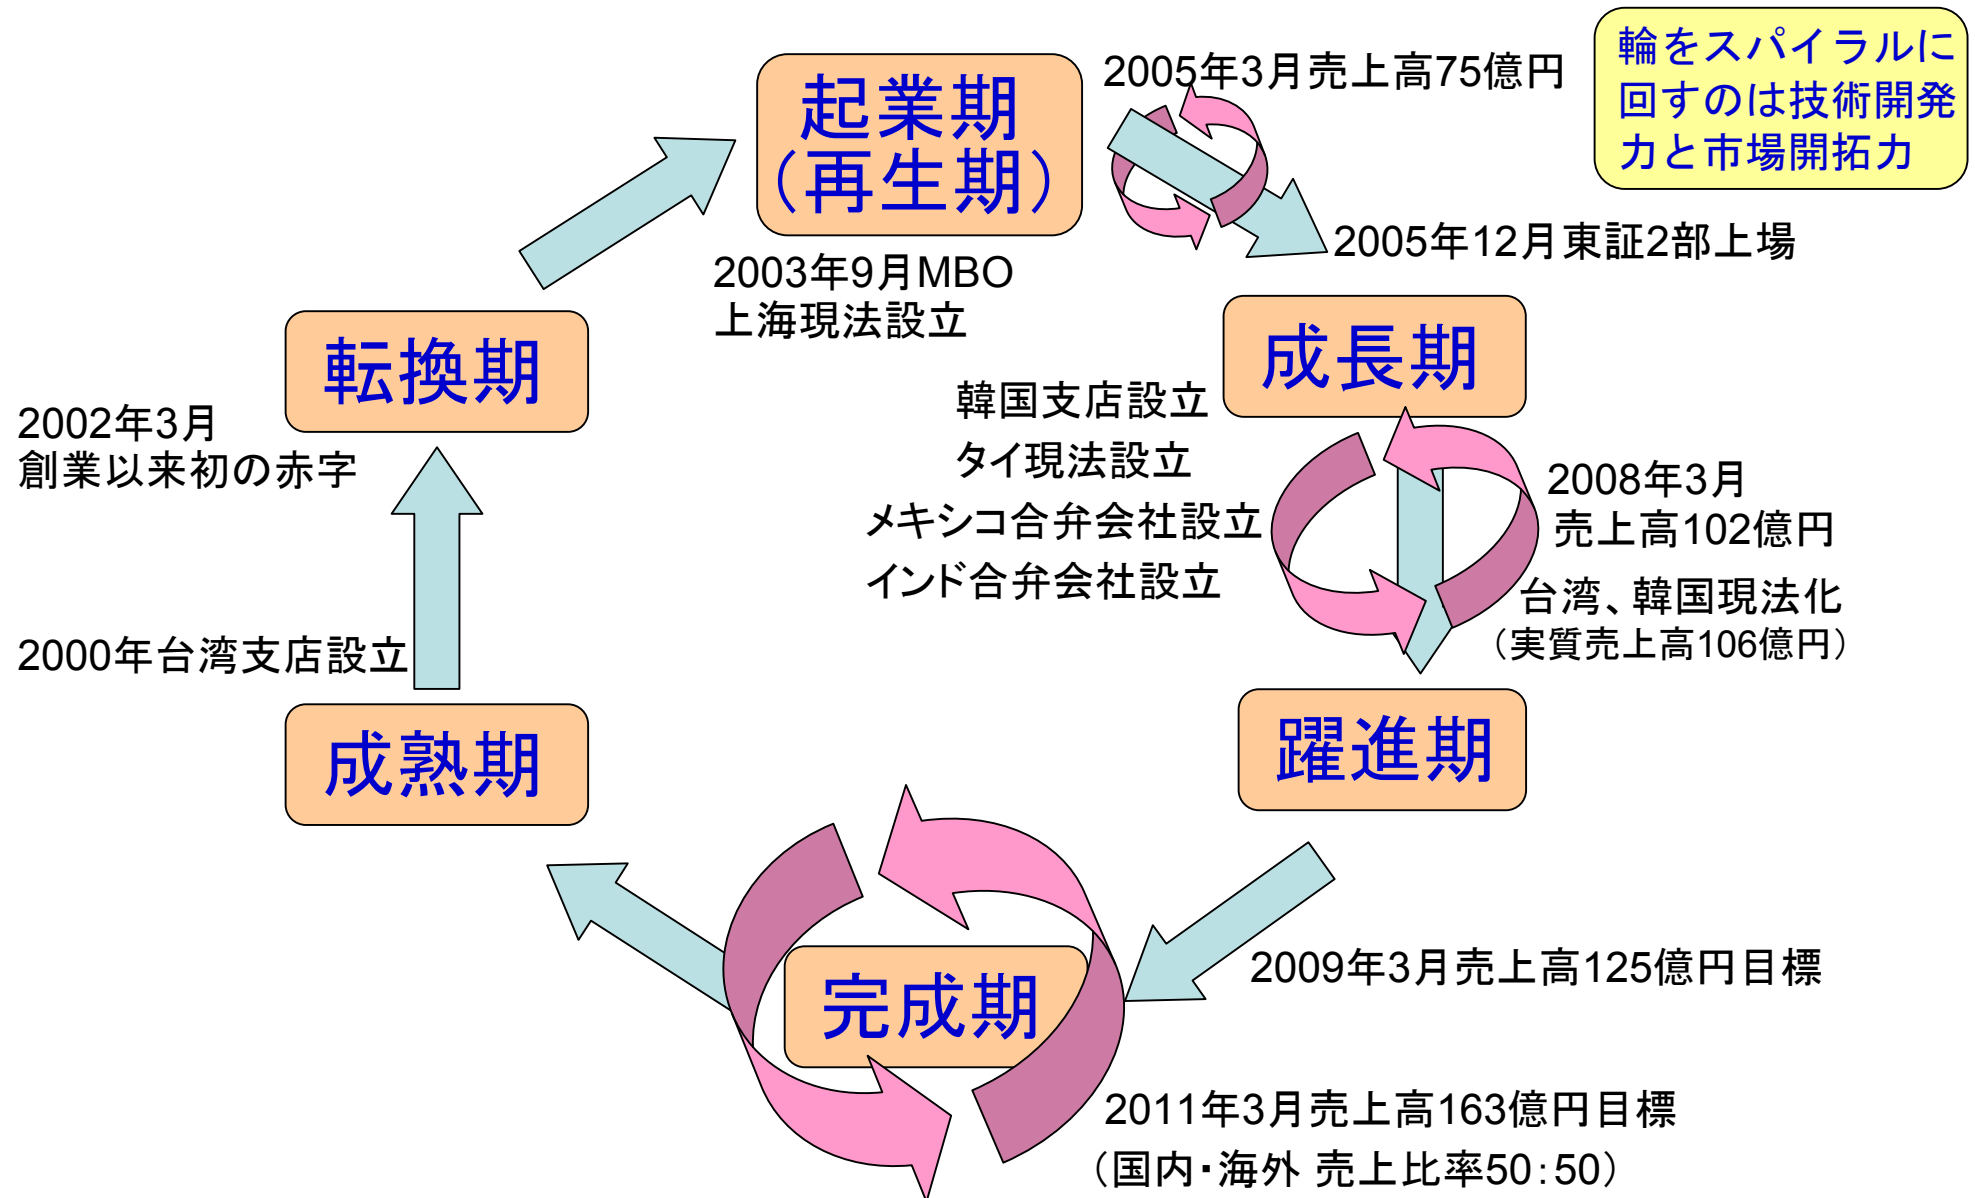 輪をスパイラルに
回すのは技術開発
力と市場開拓力
起業期
（再生期）
2005年3月売上高75億円
2005年12月東証2部上場
2003年9月MBO
上海現法設立
転換期
成長期
2002年3月
創業以来初の赤字
韓国支店設立
タイ現法設立
メキシコ合弁会社設立
インド合弁会社設立
2008年3月
売上高102億円
台湾、韓国現法化
（実質売上高106億円）
2000年台湾支店設立
成熟期
躍進期
2009年3月売上高125億円目標
完成期
2011年3月売上高163億円目標
（国内・海外 売上比率50：50）